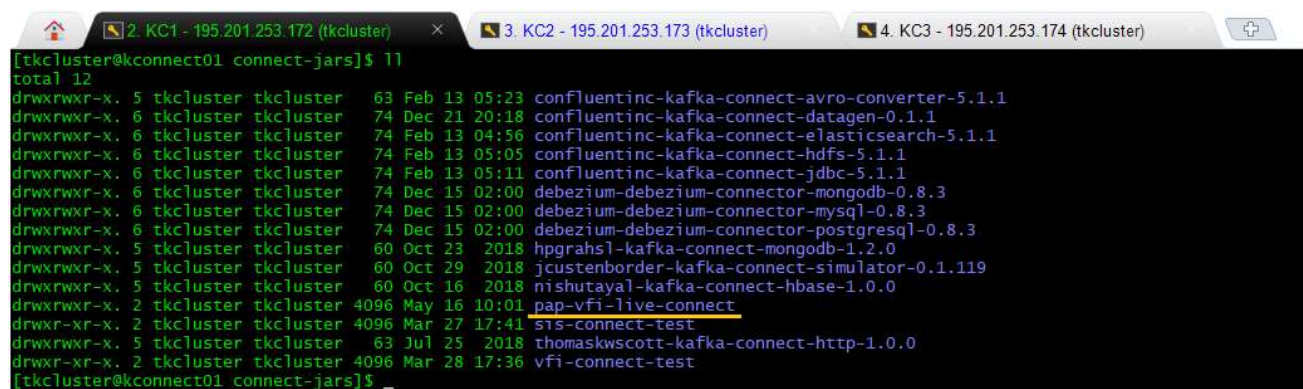 2. KC1 - 195.201.253.172 (tkcluster) × 3. KC2 - 195.201.253.173 (tkcluster) 4. KC3 - 195.201.253.174 (tkcluster)
[tkcluster@kconnect01 connect-jars]$ ll
total 12
drwxrwxr-x. 5 tkcluster tkcluster 63 Feb 13 05:23 confluentinc-kafka-connect-avro-converter-5.1.1
drwxrwxr-x. 6 tkcluster tkcluster 74 Dec 21 20:18 confluentinc-kafka-connect-datagen-0.1.1
drwxrwxr-x. 6 tkcluster tkcluster 74 Feb 13 04:56 confluentinc-kafka-connect-elasticsearch-5.1.1
drwxrwxr-x. 6 tkcluster tkcluster 74 Feb 13 05:05 confluentinc-kafka-connect-hdfs-5.1.1
drwxrwxr-x. 6 tkcluster tkcluster 74 Feb 13 05:11 confluentinc-kafka-connect-jdbc-5.1.1
drwxrwxr-x. 6 tkcluster tkcluster 74 Dec 15 02:00 debezium-debezium-connector-mongodb-0.8.3
drwxrwxr-x. 6 tkcluster tkcluster 74 Dec 15 02:00 debezium-debezium-connector-mysql-0.8.3
drwxrwxr-x. 6 tkcluster tkcluster 74 Dec 15 02:00 debezium-debezium-connector-postgresql-0.8.3
drwxrwxr-x. 5 tkcluster tkcluster 60 Oct 23 2018 hpgrahsl-kafka-connect-mongodb-1.2.0
drwxrwxr-x. 5 tkcluster tkcluster 60 Oct 29 2018 jcustenborder-kafka-connect-simulator-0.1.119
drwxrwxr-x. 5 tkcluster tkcluster 60 Oct 16 2018 nishutayal-kafka-connect-hbase-1.0.0
drwxrwxr-x. 2 tkcluster tkcluster 4096 May 16 10:01 pap-vfi-live-connect
drwxr-xr-x. 2 tkcluster tkcluster 4096 Mar 27 17:41 sis-connect-test
drwxrwxr-x. 5 tkcluster tkcluster 63 Jul 25 2018 thomaskwscott-kafka-connect-http-1.0.0
drwxr-xr-x. 2 tkcluster tkcluster 4096 Mar 28 17:36 vfi-connect-test
[tkcluster@kconnect01 connect-jars]$ _